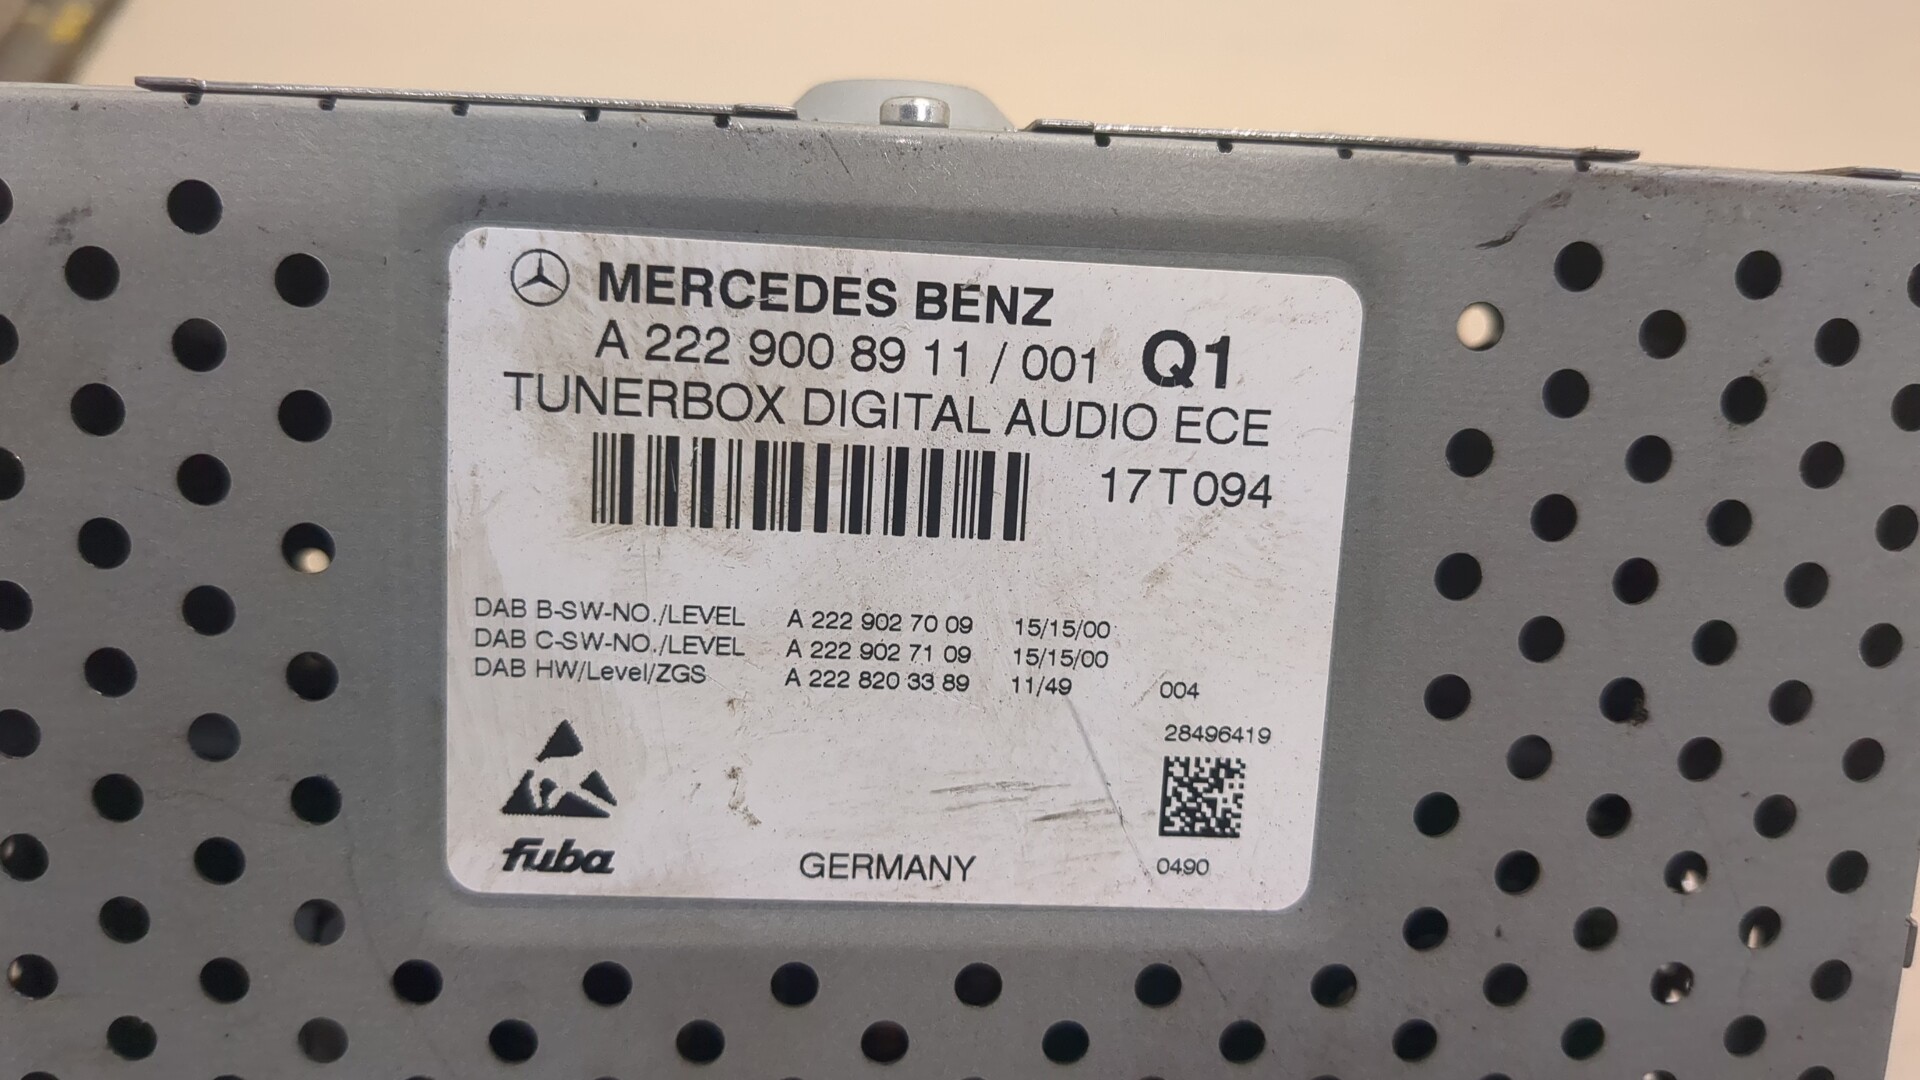 MERCEDES BENZ
A 222 900 89 11 / 001 Q1
TUNERBOX DIGITAL AUDIO ECE
17T094
DAB B-SW-NO./LEVEL A 222 902 70 09 15/15/00
DAB C-SW-NO./LEVEL A 222 902 71 09 15/15/00
DAB HW/Level/ZGS A 222 820 33 89 11/49 004
28496419
fuba GERMANY 0490